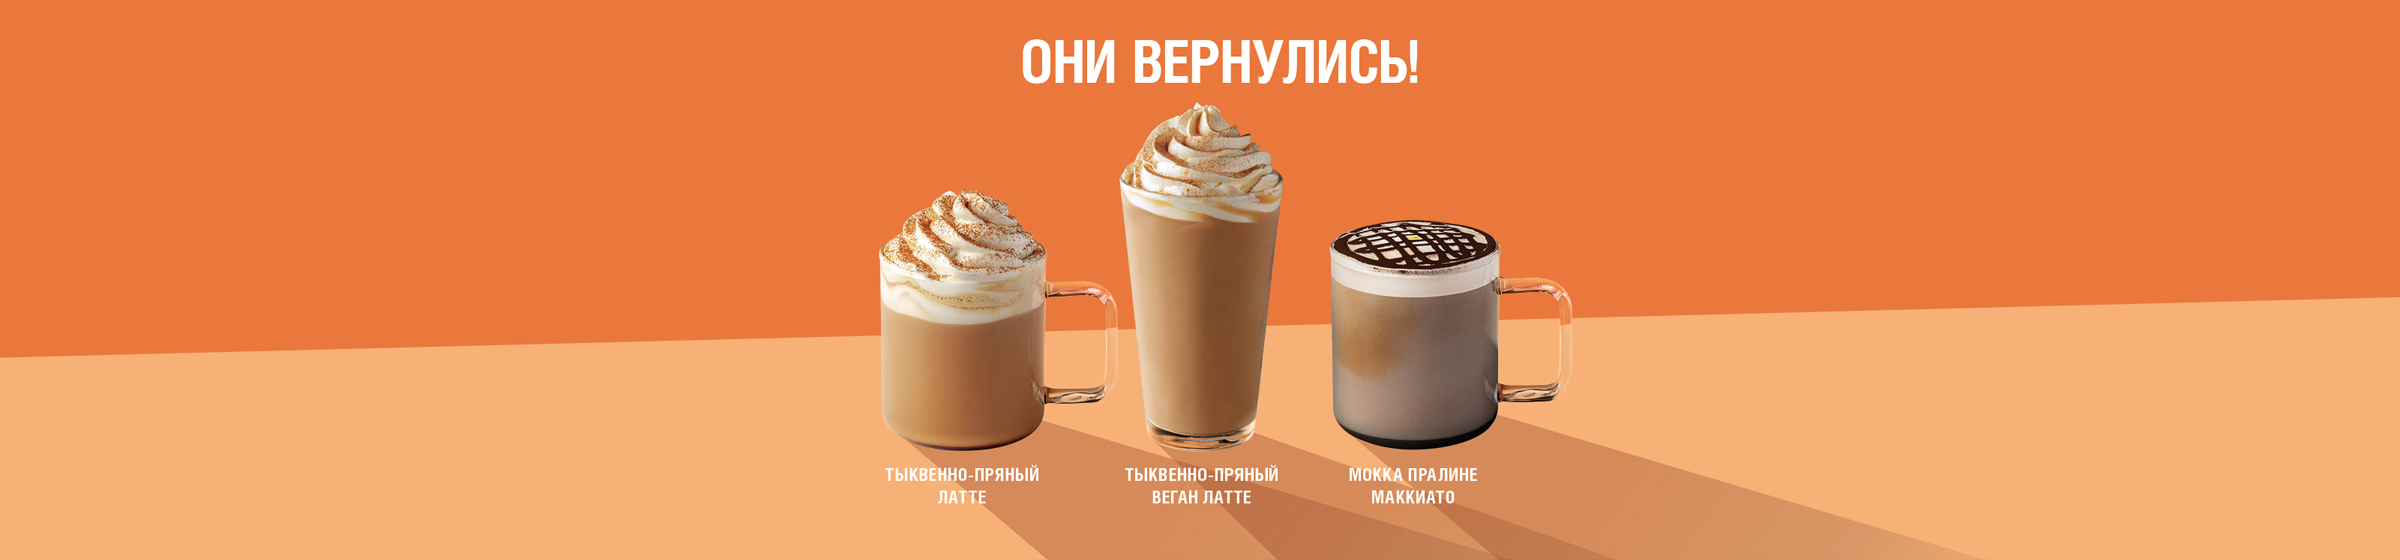 ОНИ ВЕРНУЛИСЬ!
ТЫКВЕННО-ПРЯНЫЙ
ЛАТТЕ
ТЫКВЕННО-ПРЯНЫЙ
ВЕГАН ЛАТТЕ
МОККА ПРАЛИНЕ
МАККИАТО